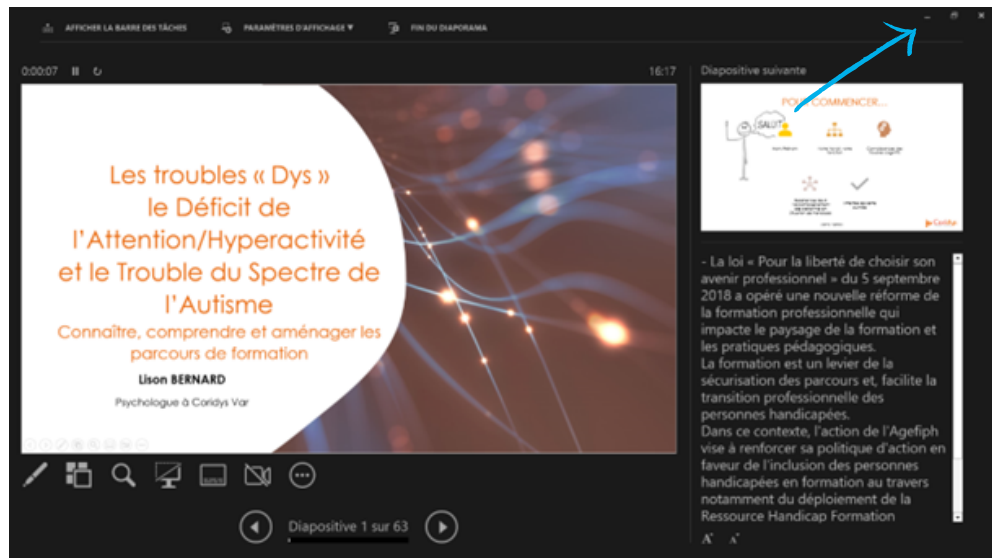 AFFICHER LA BARRE DES TÂCHES
PARAMÈTRES D'AFFICHAGE ▼
FIN DU DIAPORAMA
0:00:07
16:17
Les troubles « Dys »
le Déficit de
l'Attention/Hyperactivité
et le Trouble du Spectre de
l'Autisme
Connaître, comprendre et aménager les
parcours de formation
Lison BERNARD
Psychologue à Coridys Var
Diapositive 1 sur 63
Diapositive suivante
POUR COMMENCER...
SALUT
Coridys
- La loi « Pour la liberté de choisir son
avenir professionnel » du 5 septembre
2018 a opéré une nouvelle réforme de
la formation professionnelle qui
impacte le paysage de la formation et
les pratiques pédagogiques.
La formation est un levier de la
sécurisation des parcours et, facilite la
transition professionnelle des
personnes handicapées.
Dans ce contexte, l'action de l'Agefiph
vise à renforcer sa politique d'action en
faveur de l'inclusion des personnes
handicapées en formation au travers
notamment du déploiement de la
Ressource Handicap Formation
A A